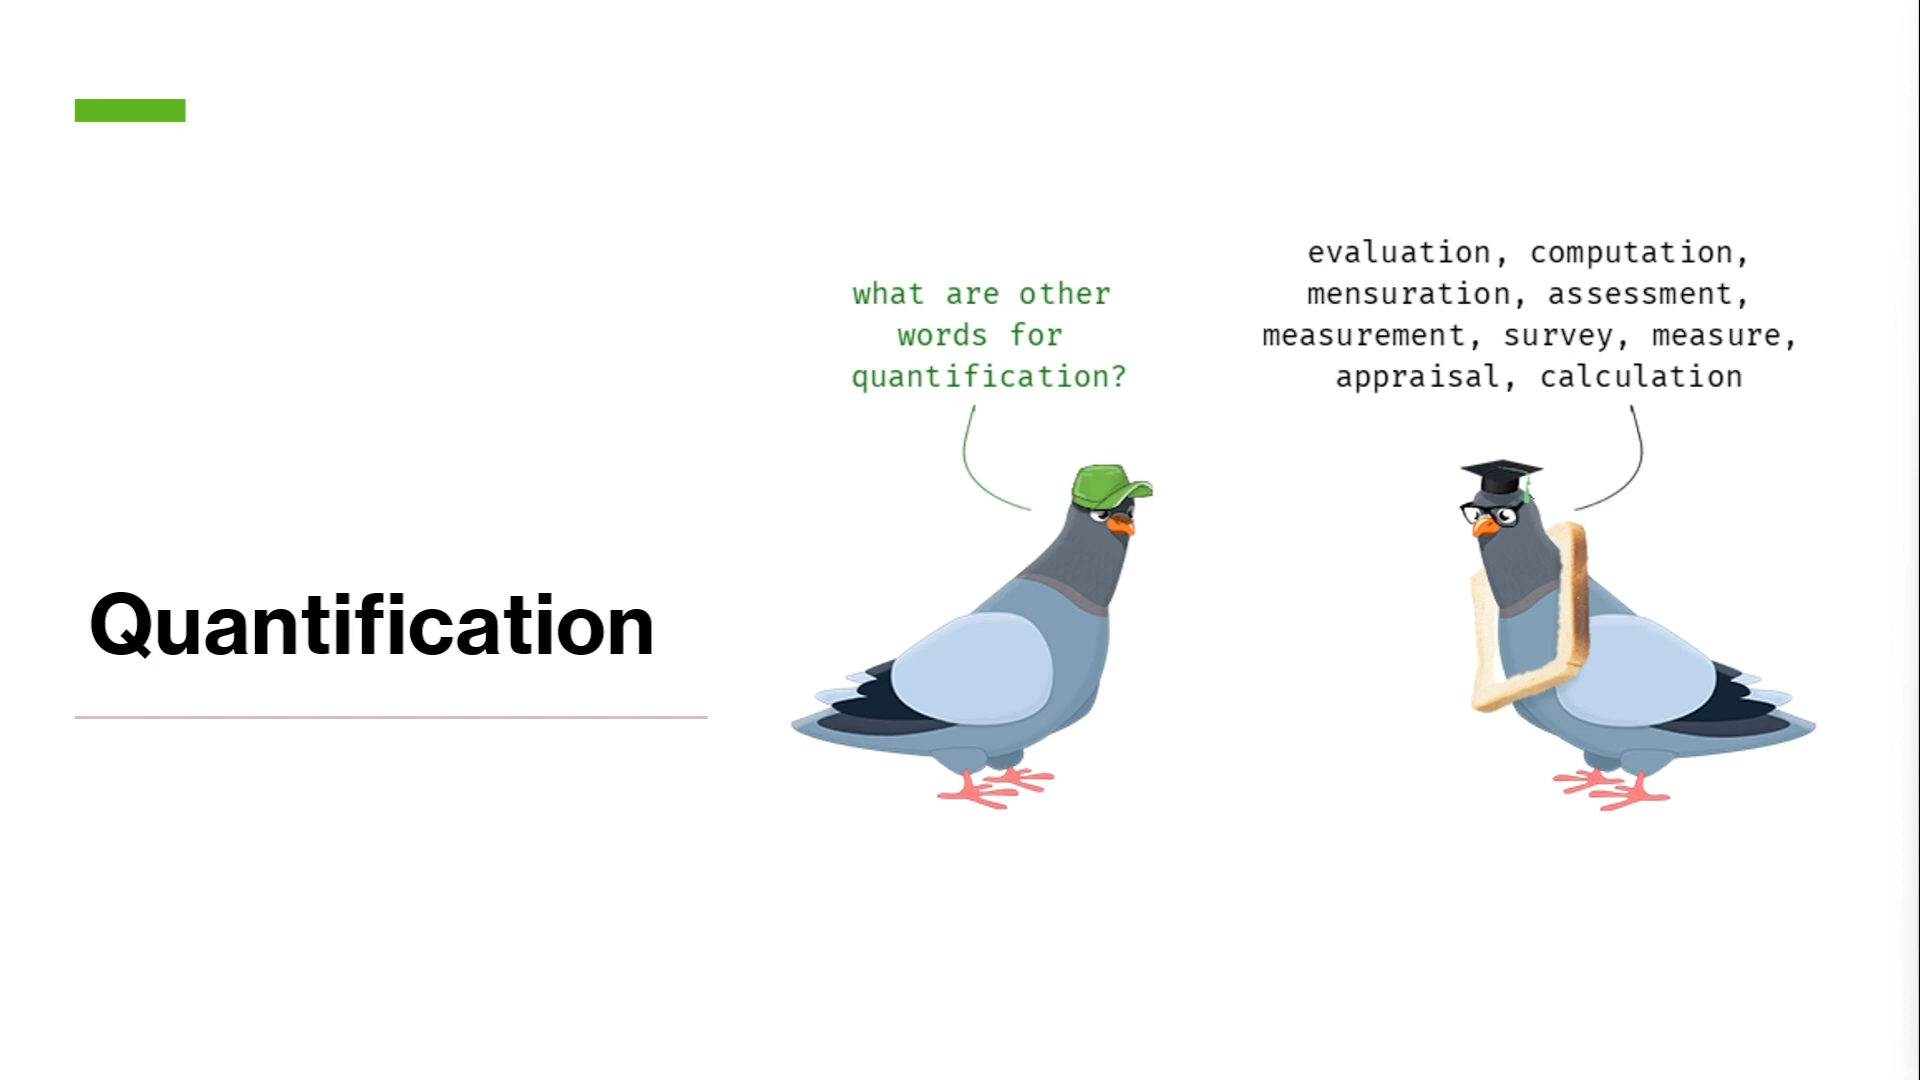 Quantification
what are other
words for
quantification?
evaluation, computation,
mensuration, assessment,
measurement, survey, measure,
appraisal, calculation